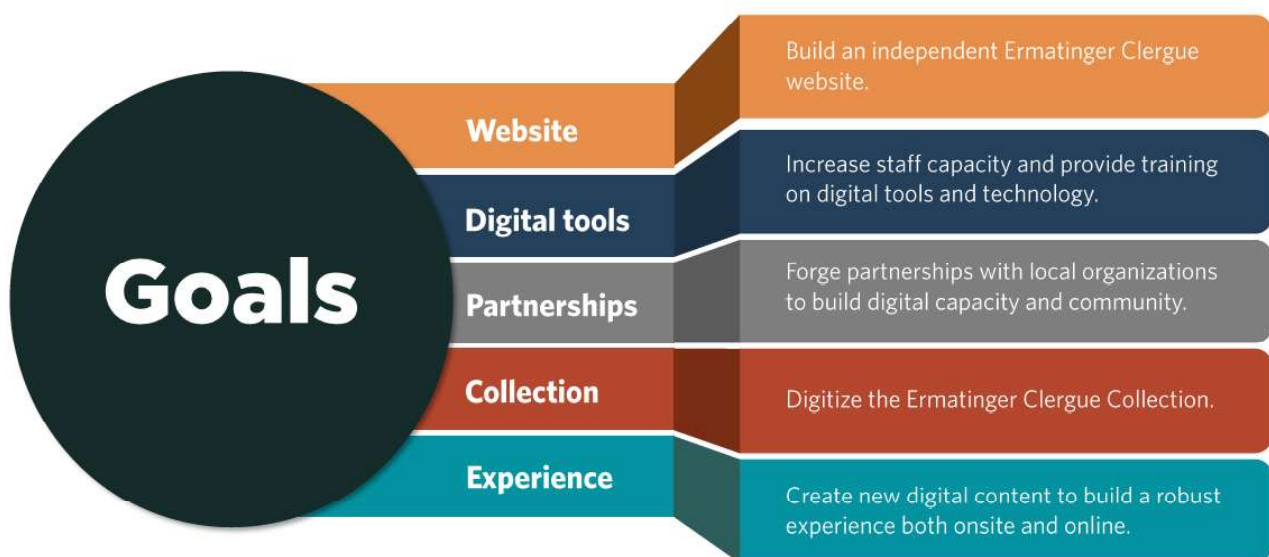 Goals
Website
Build an independent Ermatinger Clergue
website.
Digital tools
Increase staff capacity and provide training
on digital tools and technology.
Partnerships
Forge partnerships with local organizations
to build digital capacity and community.
Collection
Digitize the Ermatinger Clergue Collection.
Experience
Create new digital content to build a robust
experience both onsite and online.